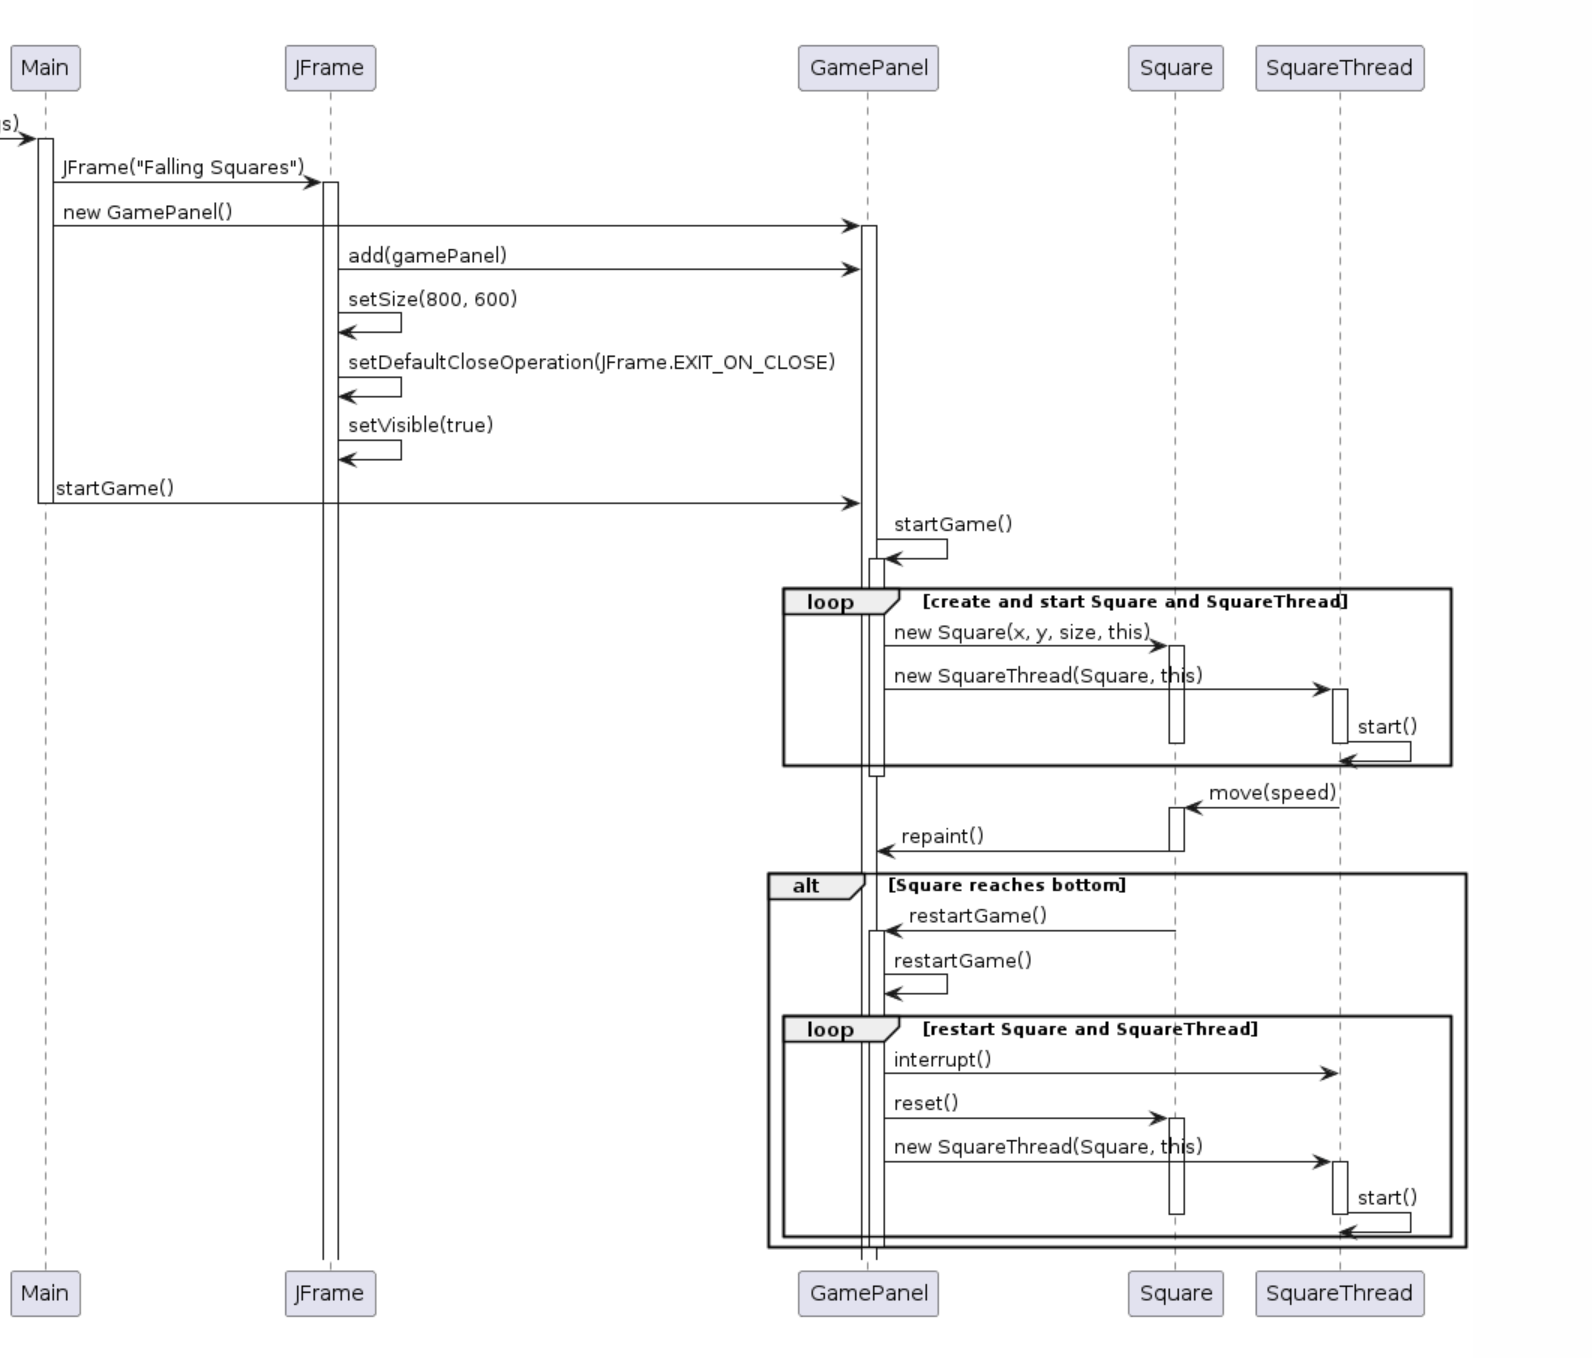 Main
JFrame
GamePanel
Square
SquareThread
s)
JFrame("Falling Squares")
new GamePanel()
add(gamePanel)
setSize(800, 600)
setDefaultCloseOperation(JFrame.EXIT_ON_CLOSE)
setVisible(true)
startGame()
startGame()
loop [create and start Square and SquareThread]
new Square(x, y, size, this)
new SquareThread(Square, this)
start()
move(speed)
repaint()
alt [Square reaches bottom]
restartGame()
restartGame()
loop [restart Square and SquareThread]
interrupt()
reset()
new SquareThread(Square, this)
start()
Main
JFrame
GamePanel
Square
SquareThread